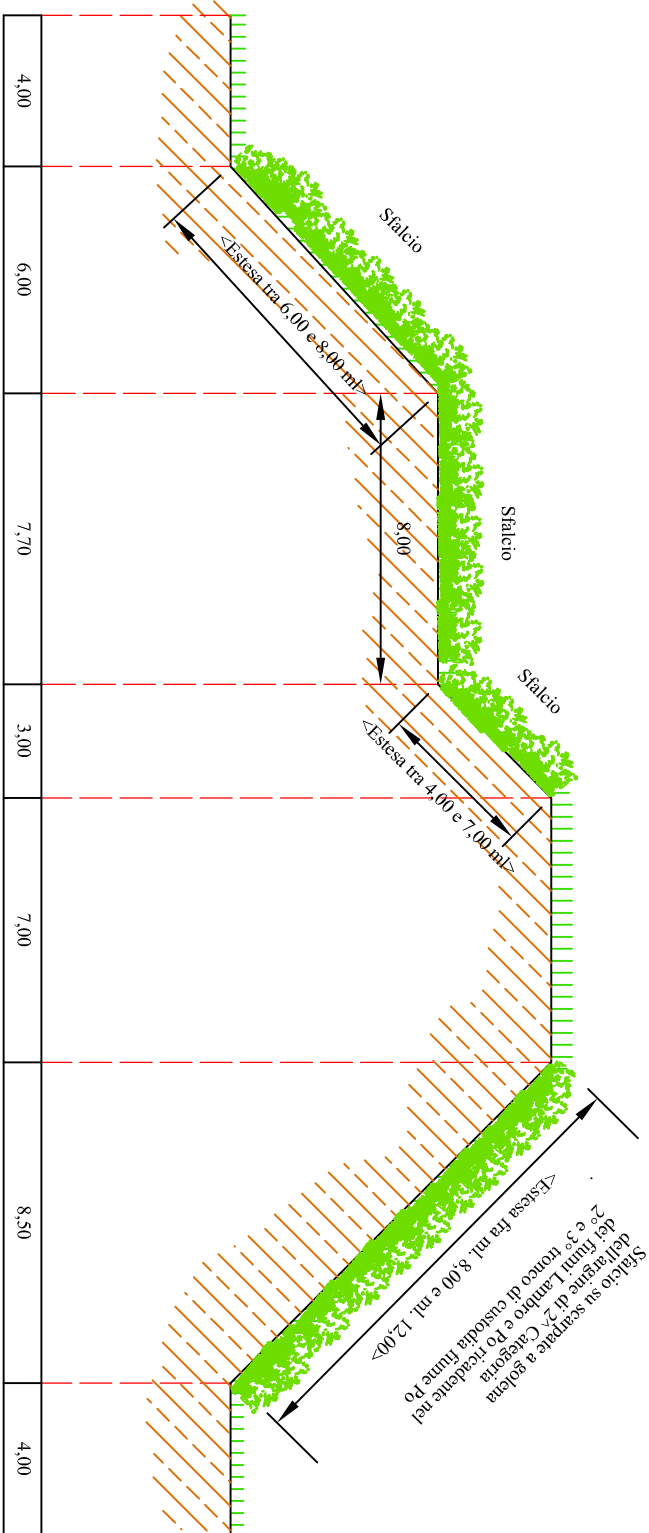 Sfalcio
Sfalcio
Sfalcio
<Estesa tra 6,00 e 8,00 ml>
8,00
<Estesa tra 4,00 e 7,00 ml>
Sfalcio su scarpate a golena
dell'argine di 2^ Categoria
dei fiumi Lambro e Po ricadente nel
2° e 3° tronco di custodia fiume Po
.
<Estesa fra ml. 8,00 e ml. 12,00>
4,00
6,00
7,70
3,00
7,00
8,50
4,00